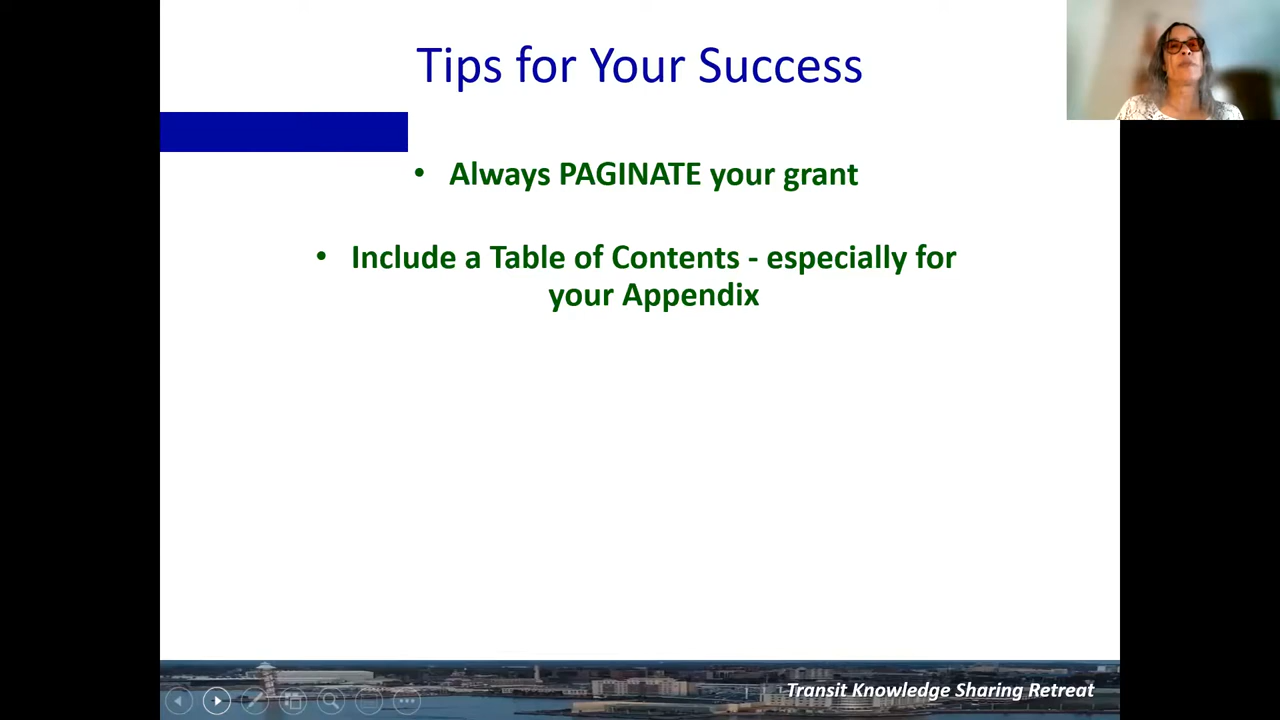 Tips for Your Success
• Always PAGINATE your grant
• Include a Table of Contents - especially for
your Appendix
Transit Knowledge Sharing Retreat